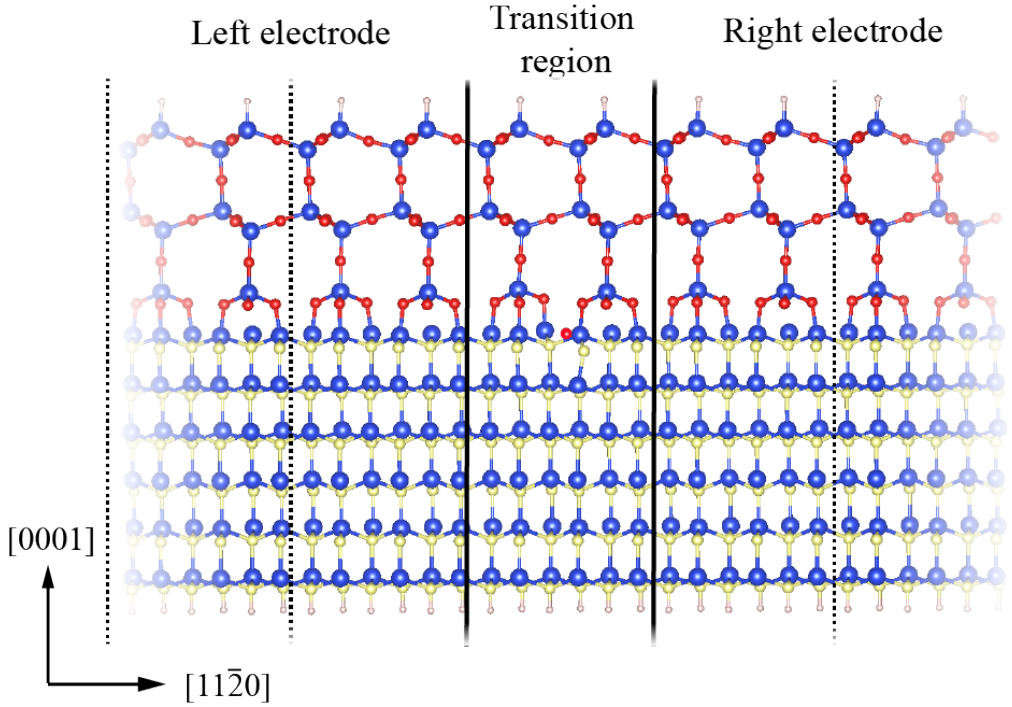 Left electrode
Transition
region
Right electrode
[0001]
[112̅0]